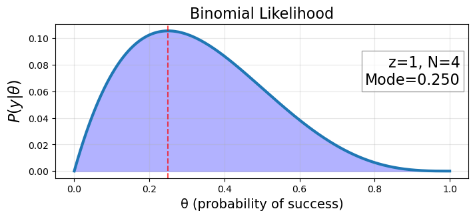 Binomial Likelihood
P(y|θ)
0.10
0.08
0.06
0.04
0.02
0.00
z=1, N=4
Mode=0.250
0.0 0.2 0.4 0.6 0.8 1.0
θ (probability of success)